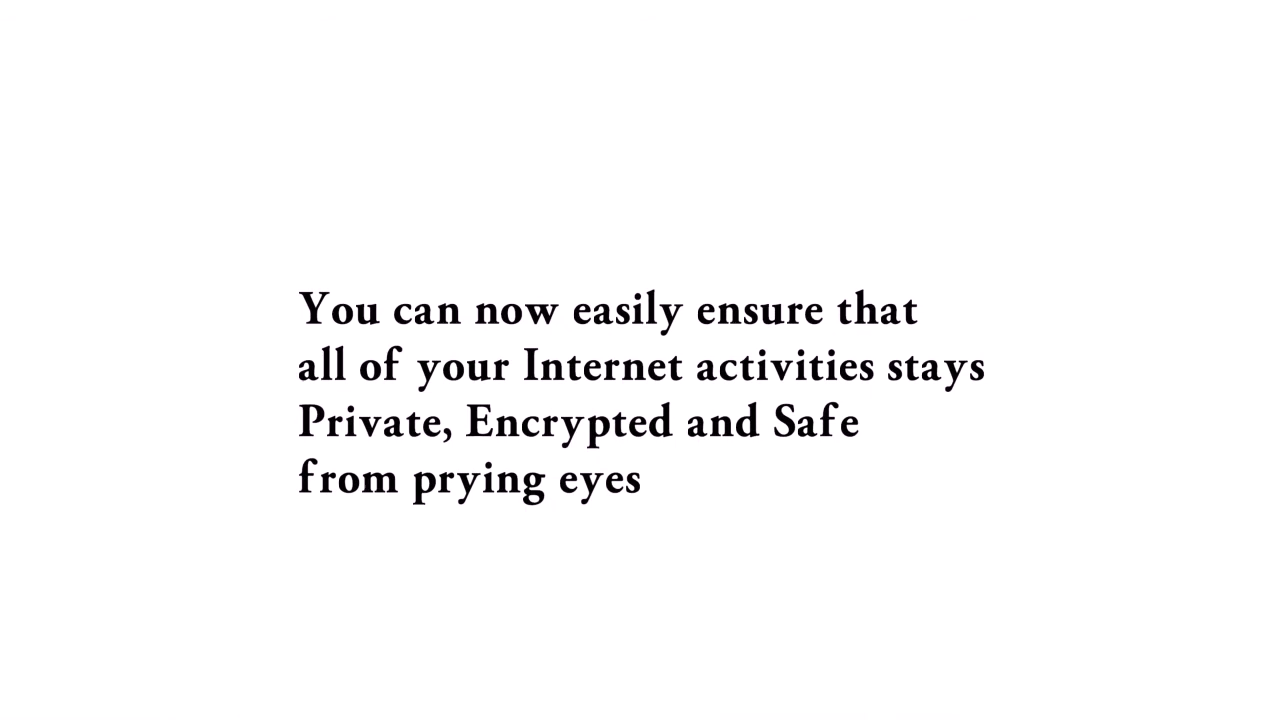 You can now easily ensure that
all of your Internet activities stays
Private, Encrypted and Safe
from prying eyes